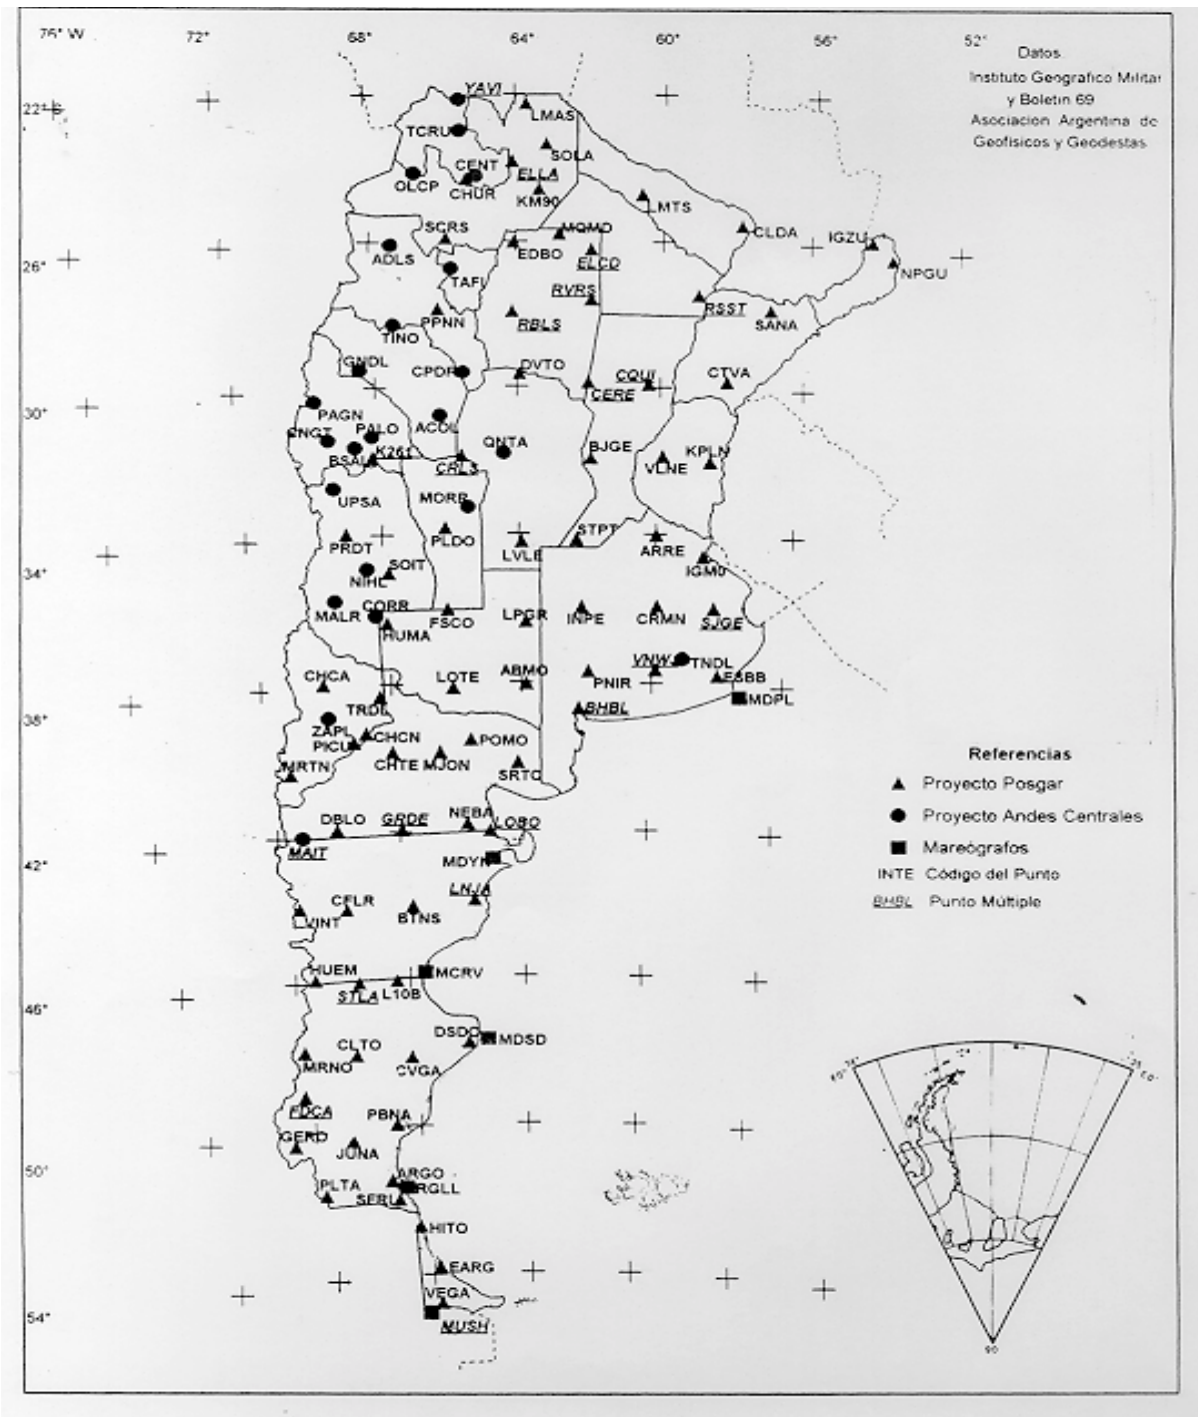 76° W 72° 68° 64° 60° 56° 52°
Datos
Instituto Geografico Militar
y Boletin 69
Asociacion Argentina de
Geofisicos y Geodestas
YAVI
22° S
LMAS
TCRU
SOLA
CENT
ELLA
OLCP
CHUR
KM90
LMTS
SCRS
MQMD
CLDA
IGZU
EDBO
ADLS
ELCD
26°
NPGU
TAFI
RVRS
PPNN
RBLS
RSST
SANA
TINO
GNDL
CPDR
DVTO
CQUI
CTVA
CERE
30°
PAGN
PALO
ACOL
CNGT
QNTA
BJGE
KPLN
K261
BSAL
CRLS
VLNE
UPSA
MORR
STPT
PRDT
PLDO
LVLE
ARRE
34°
SOIT
IGM0
NIHL
CORR
MALR
FSCO
LPGR
INPE
CRMN
SJGE
HUMA
VNWJ
TNDL
CHCA
LOTE
ABMO
PNIR
ESBB
MDPL
TRDL
BHBL
38°
ZAPL
CHCN
POMO
PICU
MRTN
CHTE
MJON
SRTO
Referencias
Proyecto Posgar
Proyecto Andes Centrales
Mareógrafos
INTE Código del Punto
BHBL Punto Múltiple
DBLO
GRDE
NEBA
LOBO
MAIT
42°
MDYN
LNJA
CFLR
VINT
BTNS
HUEM
MCRV
STLA
L10B
46°
DSDO
MDSD
CLTO
MRNO
CVGA
FDCA
PBNA
GERD
JUNA
50°
PLTA
ARGO
RGLL
HITO
EARG
VEGA
54°
MUSH
90